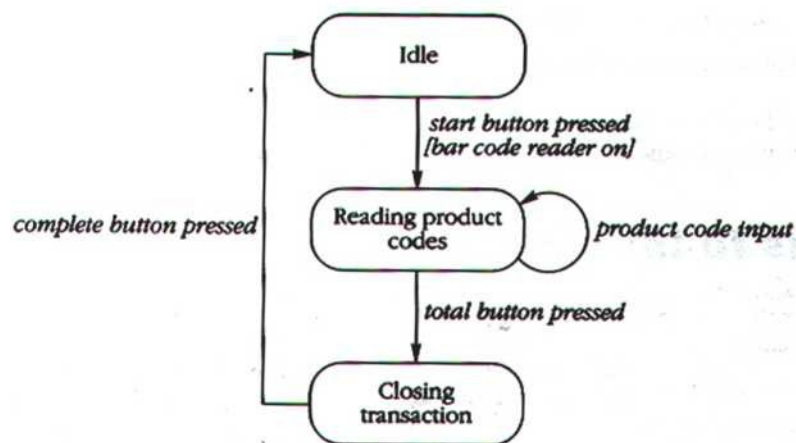 Idle
start button pressed
[bar code reader on]
complete button pressed
Reading product
codes
product code input
total button pressed
Closing
transaction